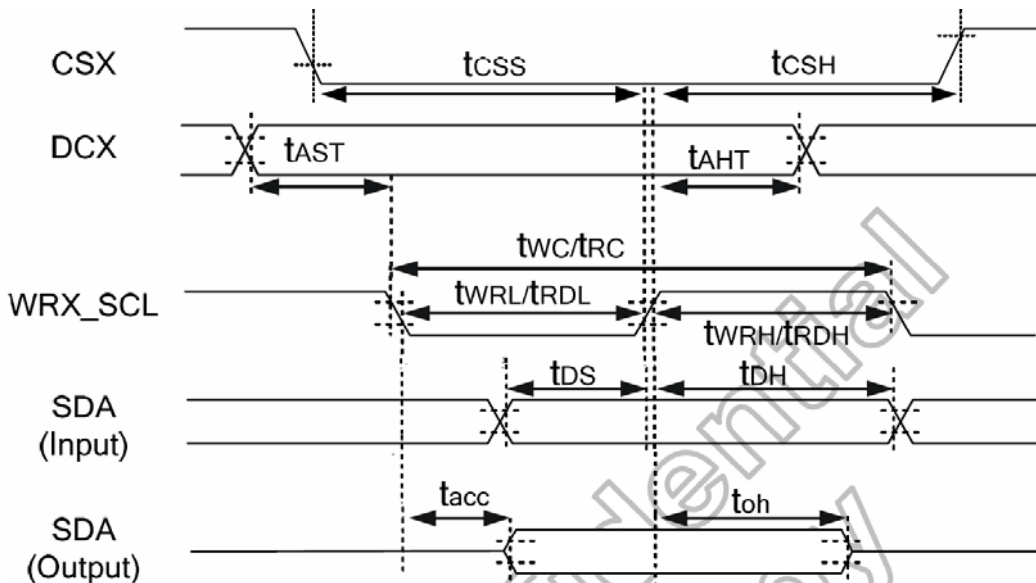 CSX
tCSS
tCSH
DCX
tAST
tAHT
tWC/tRC
WRX_SCL
tWRL/tRDL
tWRH/tRDH
tDS
tDH
SDA
(Input)
tacc
toh
SDA
(Output)